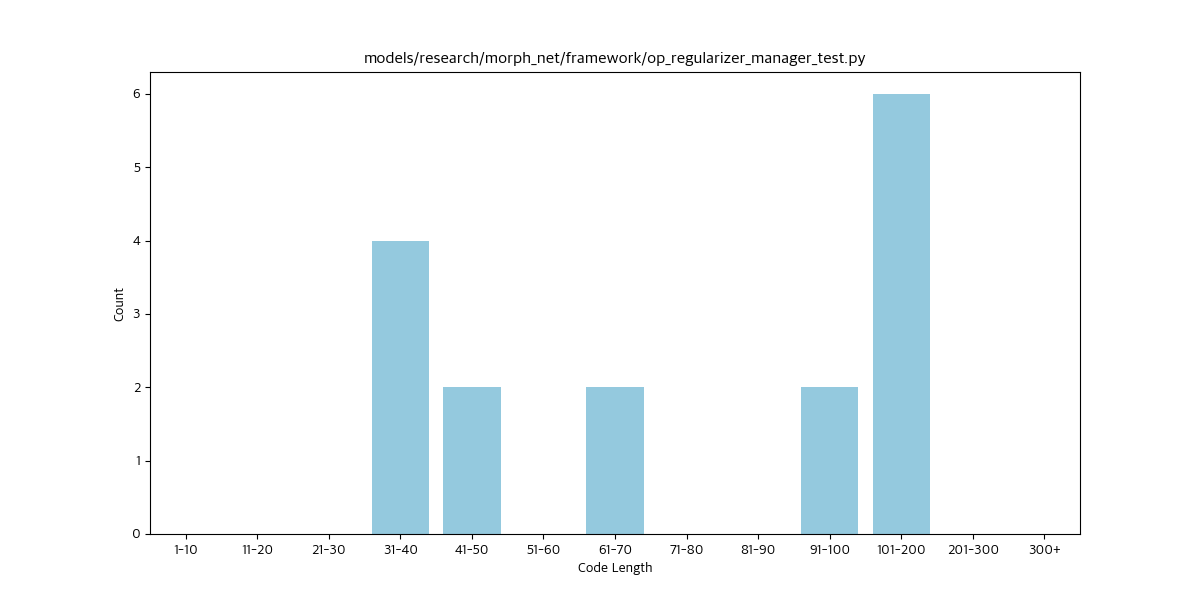 models/research/morph_net/framework/op_regularizer_manager_test.py
6
5
4
3
2
1
0
Count
1-10 11-20 21-30 31-40 41-50 51-60 61-70 71-80 81-90 91-100 101-200 201-300 300+
Code Length